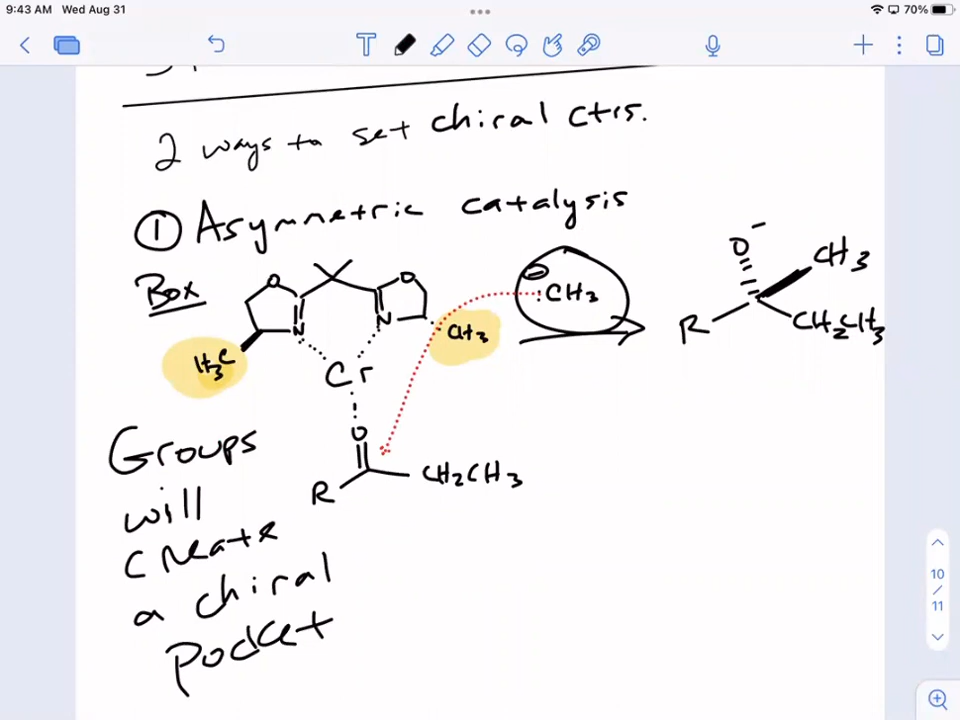 9:43 AM Wed Aug 31
70%
2 ways to set chiral ctrs.
① Asymmetric catalysis
Box
O
O
N
N
H3C
CH3
Cr
O
R
CH2CH3
:CH3
O-
CH3
R
CH2CH3
Groups
will
create
a chiral
pocket
10
/
11